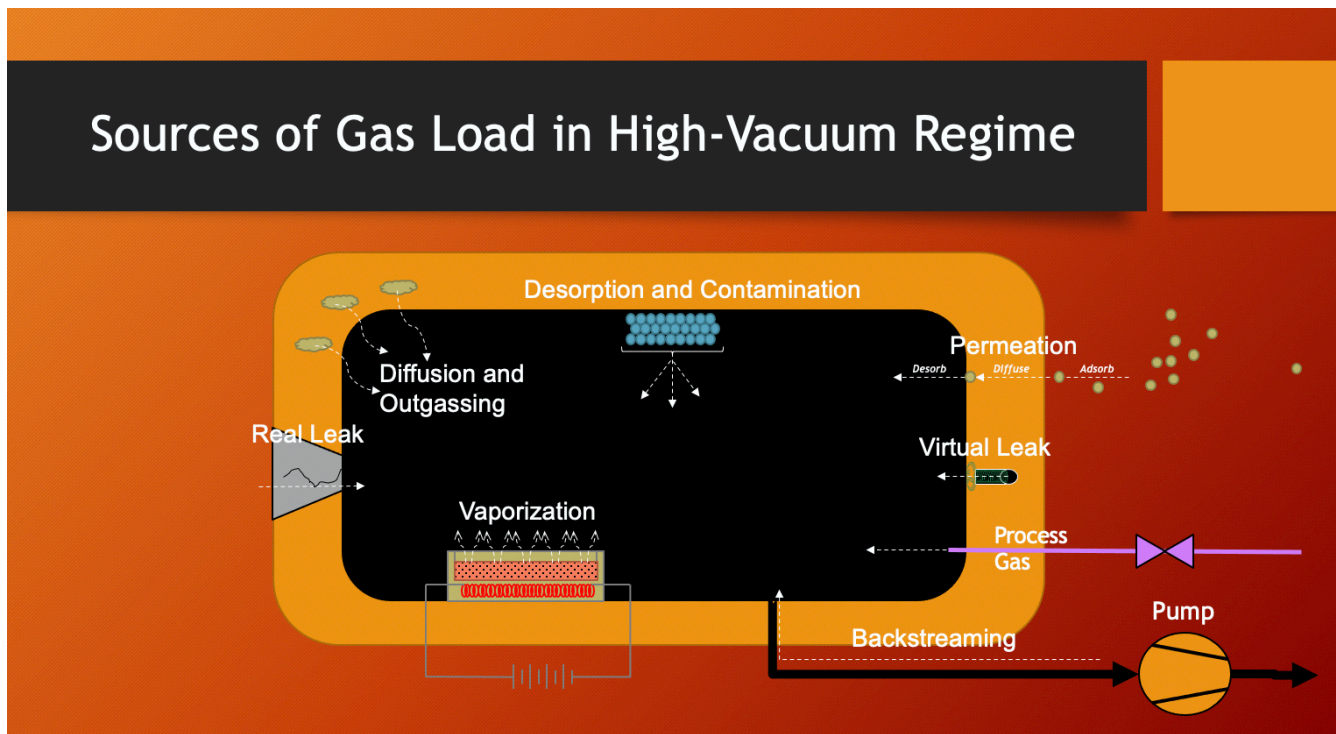 Sources of Gas Load in High-Vacuum Regime
Desorption and Contamination
Diffusion and
Outgassing
Permeation
Desorb
Diffuse
Adsorb
Real Leak
Virtual Leak
Vaporization
Process
Gas
Pump
Backstreaming